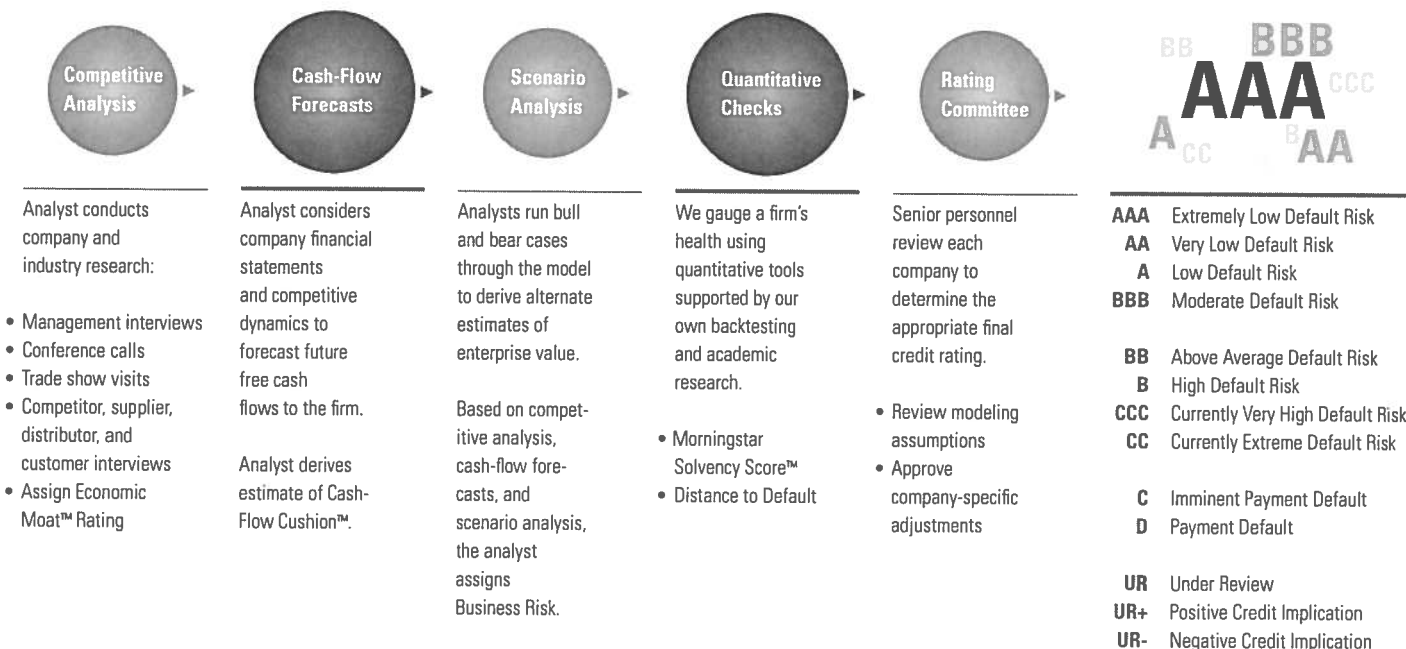 Competitive
Analysis
Analyst conducts
company and
industry research:
• Management interviews
• Conference calls
• Trade show visits
• Competitor, supplier,
distributor, and
customer interviews
• Assign Economic
Moat™ Rating
Cash-Flow
Forecasts
Analyst considers
company financial
statements
and competitive
dynamics to
forecast future
free cash
flows to the firm.
Analyst derives
estimate of Cash-
Flow Cushion™.
Scenario
Analysis
Analysts run bull
and bear cases
through the model
to derive alternate
estimates of
enterprise value.
Based on compet-
itive analysis,
cash-flow fore-
casts, and
scenario analysis,
the analyst
assigns
Business Risk.
Quantitative
Checks
We gauge a firm's
health using
quantitative tools
supported by our
own backtesting
and academic
research.
• Morningstar
Solvency Score™
• Distance to Default
Rating
Committee
Senior personnel
review each
company to
determine the
appropriate final
credit rating.
• Review modeling
assumptions
• Approve
company-specific
adjustments
BB BBB
AAA CCC
A CC B AA
AAA Extremely Low Default Risk
AA Very Low Default Risk
A Low Default Risk
BBB Moderate Default Risk
BB Above Average Default Risk
B High Default Risk
CCC Currently Very High Default Risk
CC Currently Extreme Default Risk
C Imminent Payment Default
D Payment Default
UR Under Review
UR+ Positive Credit Implication
UR- Negative Credit Implication